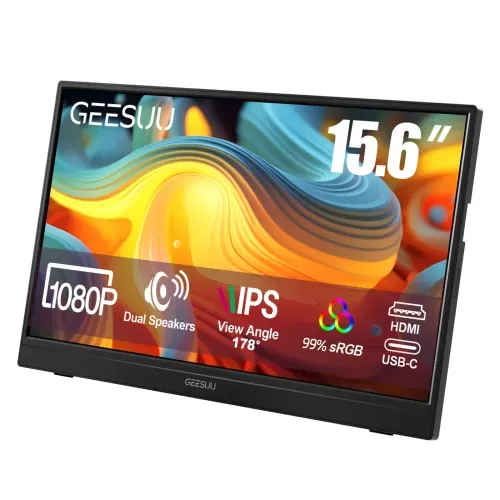 GEESUU
15.6"
1080P
Dual Speakers
IPS
View Angle
178°
99% sRGB
HDMI
USB-C
GEESUU